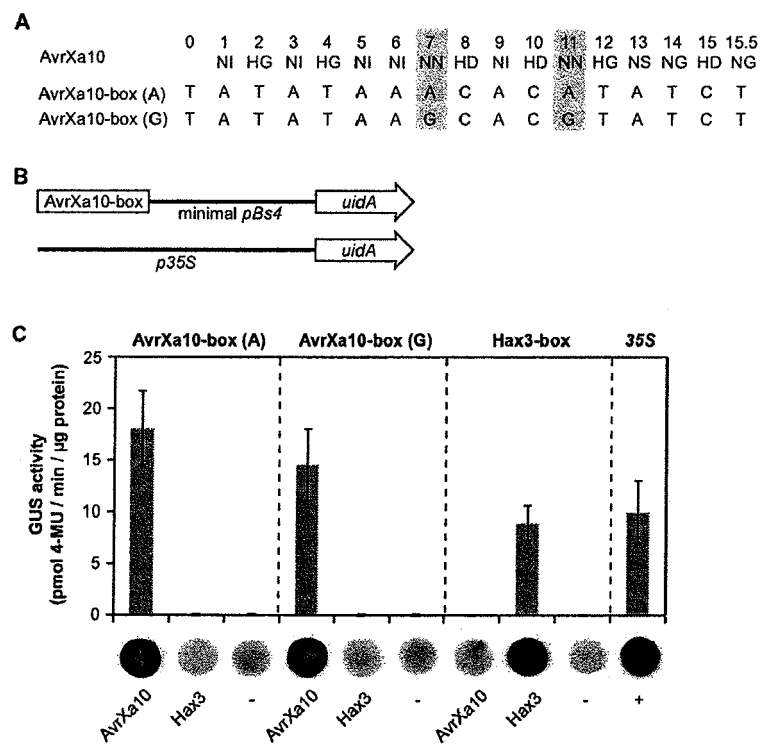 A
0 1 2 3 4 5 6 7 8 9 10 11 12 13 14 15 15.5
AvrXa10 NI HG NI HG NI NI NN HD NI HD NN HG NS NG HD NG
AvrXa10-box (A) T A T A T A A A C A C A T A T C T
AvrXa10-box (G) T A T A T A A G C A C G T A T C T
B
AvrXa10-box minimal pBs4 uidA
p35S uidA
C
AvrXa10-box (A) AvrXa10-box (G) Hax3-box 35S
25
20
15
10
5
0
GUS activity
(pmol 4-MU / min / µg protein)
AvrXa10 Hax3 - AvrXa10 Hax3 - AvrXa10 Hax3 - +